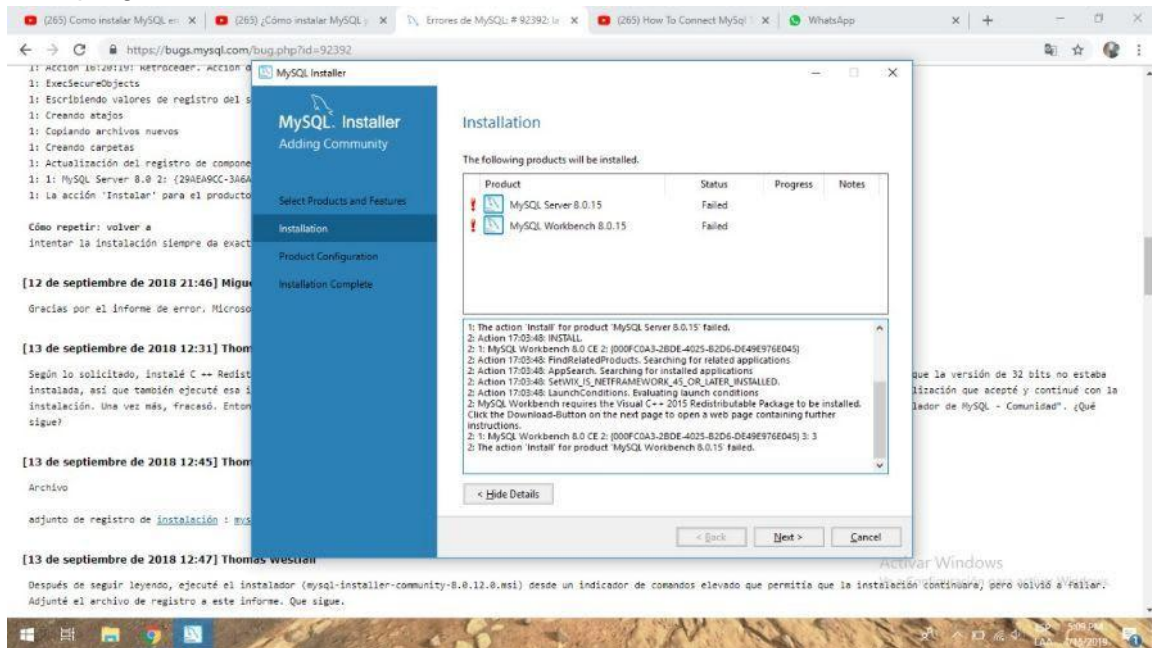 (265) Como instalar MySQL en
(265) ¿Cómo instalar MySQL y
Errores de MySQL: # 92392: la
(265) How To Connect MySql
WhatsApp
https://bugs.mysql.com/bug.php?id=92392
1: Acción 16:20:19: Retroceder. Acción d
1: ExecSecureObjects
1: Escribiendo valores de registro del s
1: Creando atajos
1: Copiando archivos nuevos
1: Creando carpetas
1: Actualización del registro de compone
1: 1: MySQL Server 8.0 2: {29AEA9CC-3A6A
1: La acción 'Instalar' para el producto
Cómo repetir: volver a
intentar la instalación siempre da exact
[12 de septiembre de 2018 21:46] Migue
Gracias por el informe de error. Microso
[13 de septiembre de 2018 12:31] Thom
Según lo solicitado, instalé C ++ Redist
que la versión de 32 bits no estaba
instalada, así que también ejecuté esa i
lización que acepté y continué con la
instalación. Una vez más, fracasó. Enton
lador de MySQL - Comunidad". ¿Qué
sigue?
[13 de septiembre de 2018 12:45] Thom
Archivo
adjunto de registro de instalación : mys
[13 de septiembre de 2018 12:47] Thomas Westfall
Después de seguir leyendo, ejecuté el instalador (mysql-installer-community-8.0.12.0.msi) desde un indicador de comandos elevado que permitía que la instalación continuara, pero volvió a fallar.
Adjunté el archivo de registro a este informe. Que sigue.
MySQL Installer
MySQL. Installer
Adding Community
Select Products and Features
Installation
Product Configuration
Installation Complete
Installation
The following products will be installed.
Product Status Progress Notes
MySQL Server 8.0.15 Failed
MySQL Workbench 8.0.15 Failed
1: The action 'Install' for product 'MySQL Server 8.0.15' failed.
2: Action 17:03:48: INSTALL.
2: 1: MySQL Workbench 8.0 CE 2: {000FC0A3-2BDE-4025-B2D6-DE49E976E045}
2: Action 17:03:48: FindRelatedProducts. Searching for related applications
2: Action 17:03:48: AppSearch. Searching for installed applications
2: Action 17:03:48: SetWIX_IS_NETFRAMEWORK_45_OR_LATER_INSTALLED.
2: Action 17:03:48: LaunchConditions. Evaluating launch conditions
2: MySQL Workbench requires the Visual C++ 2015 Redistributable Package to be installed.
Click the Download-Button on the next page to open a web page containing further
instructions.
2: 1: MySQL Workbench 8.0 CE 2: {000FC0A3-2BDE-4025-B2D6-DE49E976E045} 3: 3
2: The action 'Install' for product 'MySQL Workbench 8.0.15' failed.
< Hide Details
< Back
Next >
Cancel
Activar Windows
ESP 5:09 PM
LAA